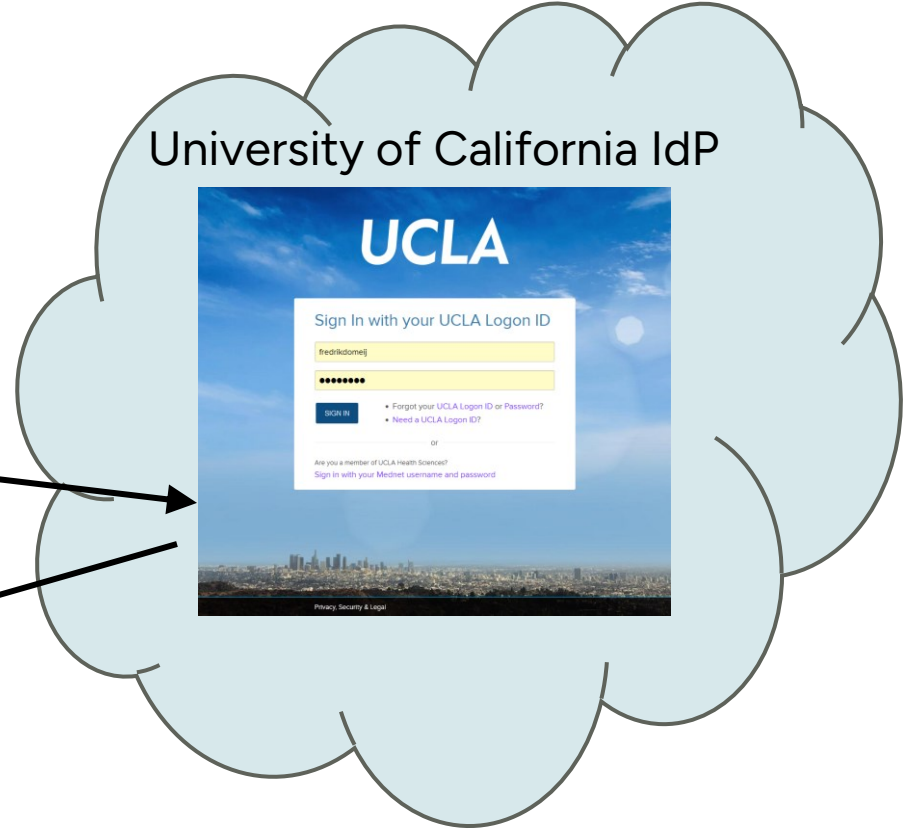 University of California IdP
UCLA
Sign In with your UCLA Logon ID
fredrikdomeij
●●●●●●●●
SIGN IN
• Forgot your UCLA Logon ID or Password?
• Need a UCLA Logon ID?
or
Are you a member of UCLA Health Sciences?
Sign in with your Mednet username and password
Privacy, Security & Legal